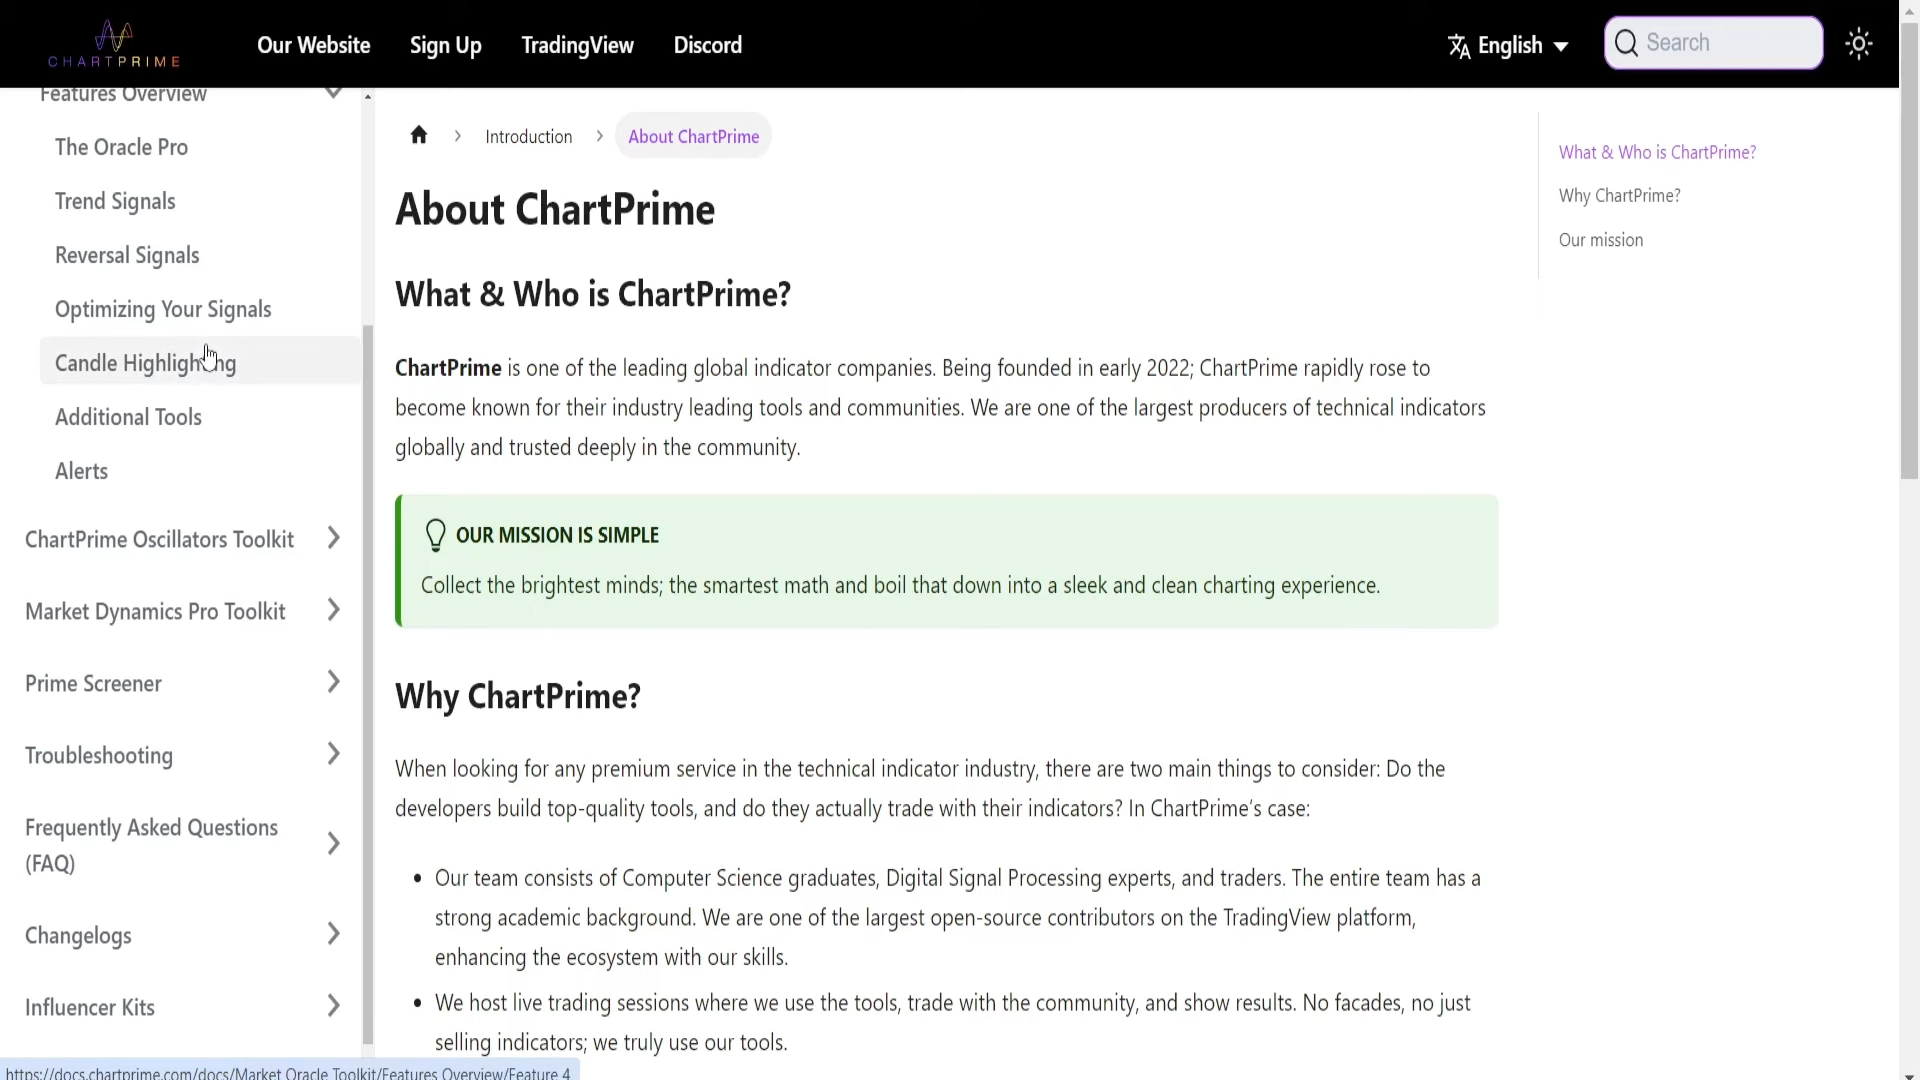 CHARTPRIME
Our Website
Sign Up
TradingView
Discord
English
Search
Features Overview
The Oracle Pro
Trend Signals
Reversal Signals
Optimizing Your Signals
Candle Highlighting
Additional Tools
Alerts
ChartPrime Oscillators Toolkit
Market Dynamics Pro Toolkit
Prime Screener
Troubleshooting
Frequently Asked Questions
(FAQ)
Changelogs
Influencer Kits
Introduction
About ChartPrime
About ChartPrime
What & Who is ChartPrime?
ChartPrime is one of the leading global indicator companies. Being founded in early 2022; ChartPrime rapidly rose to
become known for their industry leading tools and communities. We are one of the largest producers of technical indicators
globally and trusted deeply in the community.
OUR MISSION IS SIMPLE
Collect the brightest minds; the smartest math and boil that down into a sleek and clean charting experience.
Why ChartPrime?
When looking for any premium service in the technical indicator industry, there are two main things to consider: Do the
developers build top-quality tools, and do they actually trade with their indicators? In ChartPrime's case:
• Our team consists of Computer Science graduates, Digital Signal Processing experts, and traders. The entire team has a
strong academic background. We are one of the largest open-source contributors on the TradingView platform,
enhancing the ecosystem with our skills.
• We host live trading sessions where we use the tools, trade with the community, and show results. No facades, no just
selling indicators; we truly use our tools.
What & Who is ChartPrime?
Why ChartPrime?
Our mission
https://docs.chartprime.com/docs/Market Oracle Toolkit/Features Overview/Feature 4